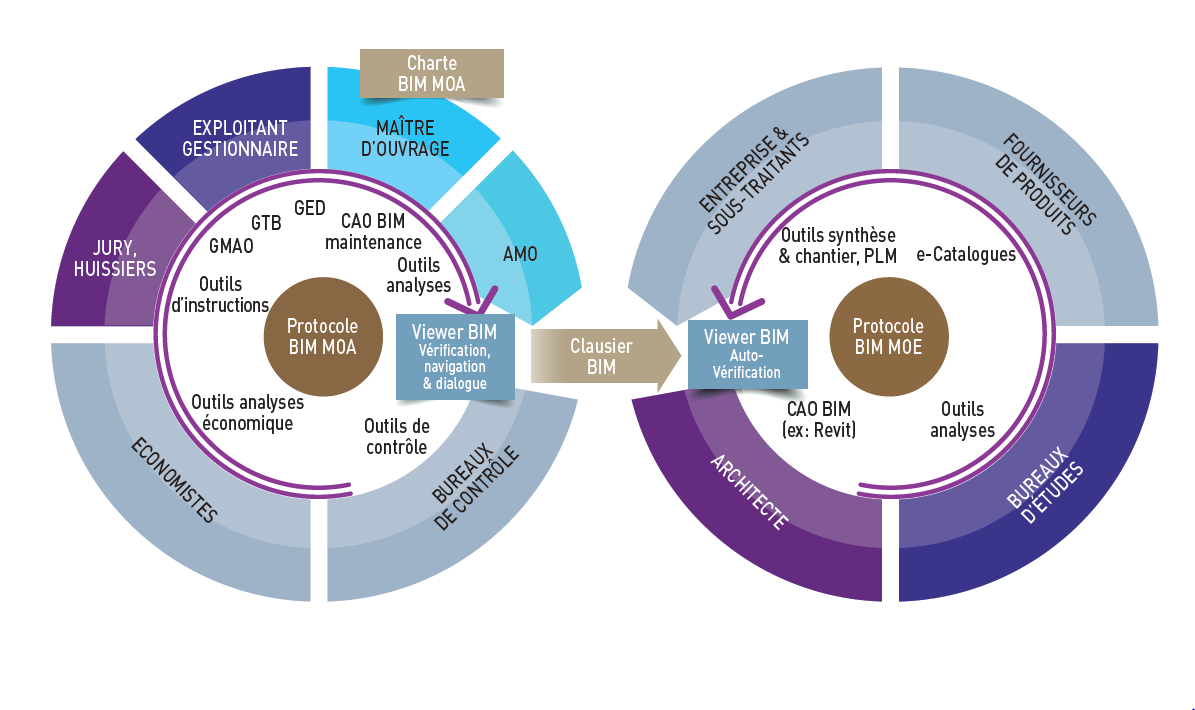 Charte
BIM MOA
EXPLOITANT
GESTIONNAIRE
MAÎTRE
D'OUVRAGE
JURY,
HUISSIERS
AMO
GED
GTB
GMAO
CAO BIM
maintenance
Outils
analyses
Outils
d'instructions
Protocole
BIM MOA
Viewer BIM
Vérification,
navigation
& dialogue
Outils analyses
économique
Outils de
contrôle
ECONOMISTES
BUREAUX
DE CONTRÔLE
Clausier
BIM
ENTREPRISE &
SOUS-TRAITANTS
FOURNISSEURS
DE PRODUITS
Outils synthèse
& chantier, PLM
e-Catalogues
Viewer BIM
Auto-
Vérification
Protocole
BIM MOE
CAO BIM
(ex: Revit)
Outils
analyses
ARCHITECTE
BUREAUX
D'ÉTUDES